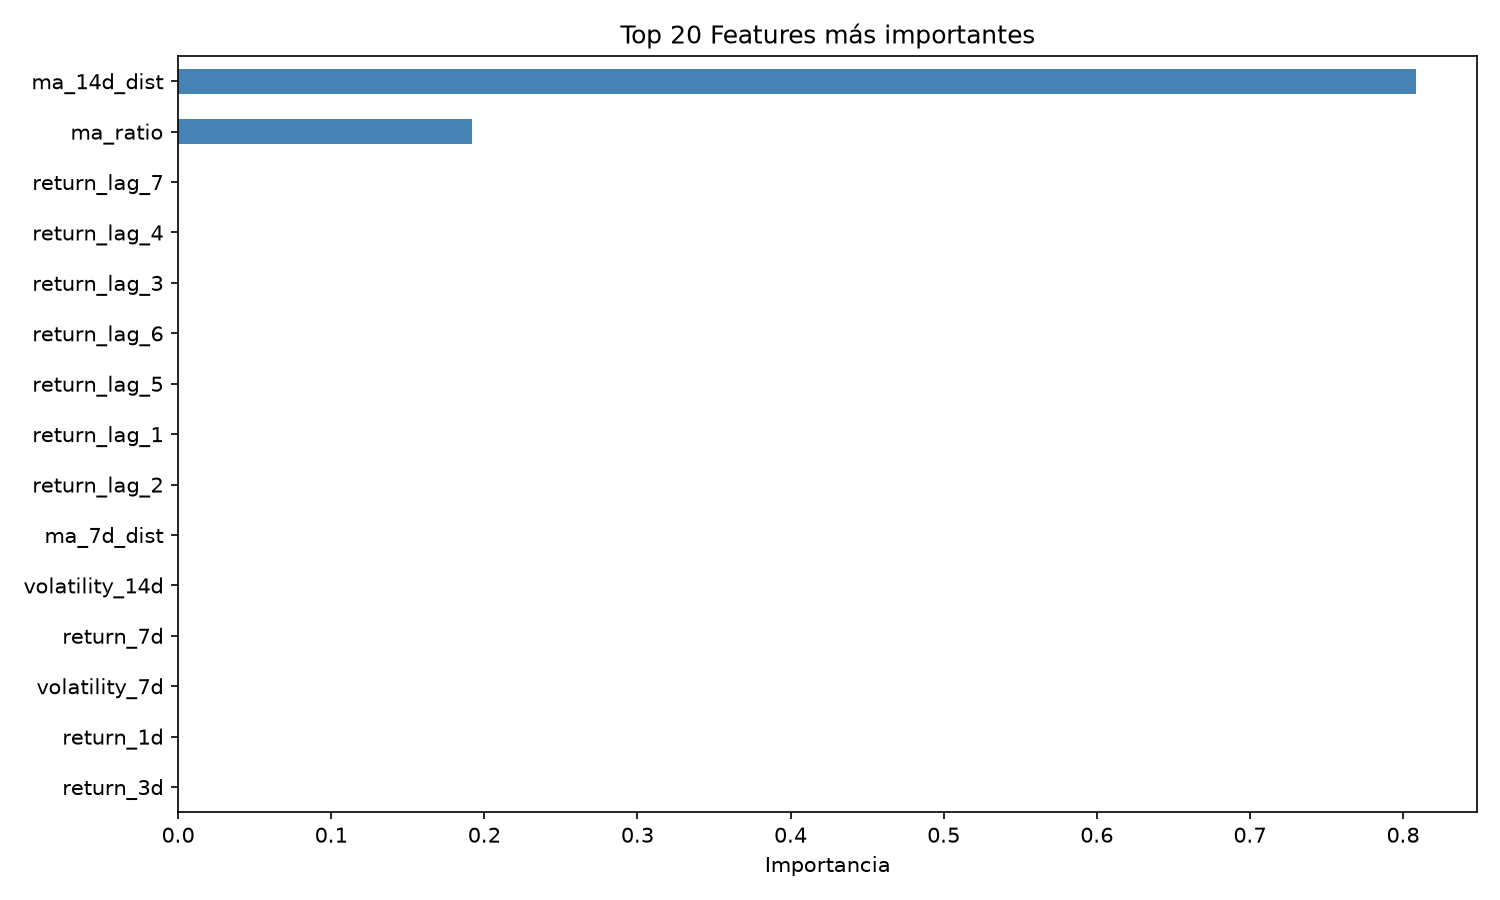 Top 20 Features más importantes
ma_14d_dist
ma_ratio
return_lag_7
return_lag_4
return_lag_3
return_lag_6
return_lag_5
return_lag_1
return_lag_2
ma_7d_dist
volatility_14d
return_7d
volatility_7d
return_1d
return_3d
0.0 0.1 0.2 0.3 0.4 0.5 0.6 0.7 0.8
Importancia